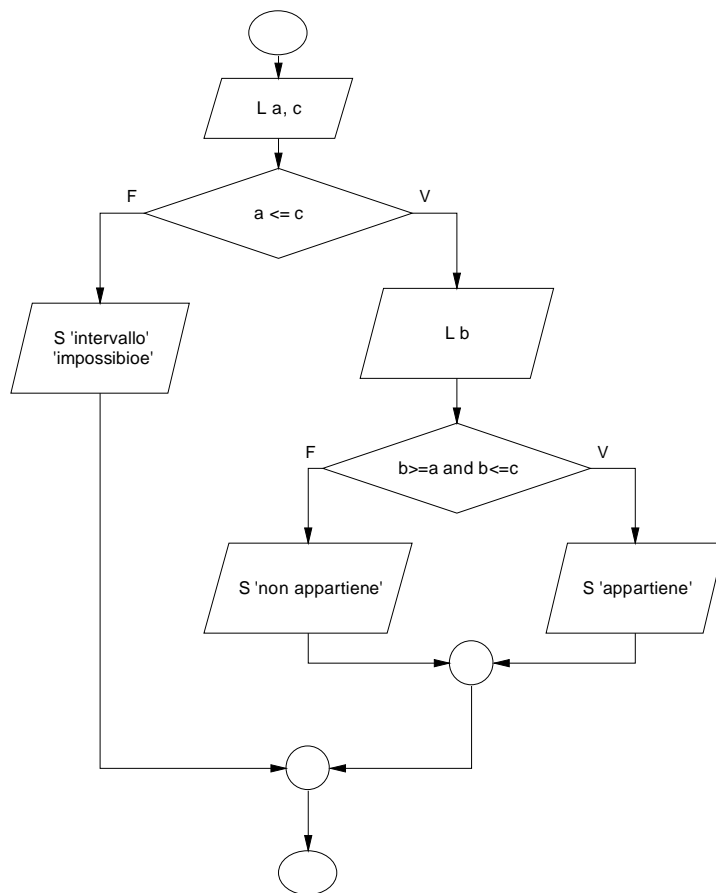 L a, c
F
V
a <= c
S 'intervallo'
'impossibioe'
L b
F
V
b>=a and b<=c
S 'non appartiene'
S 'appartiene'